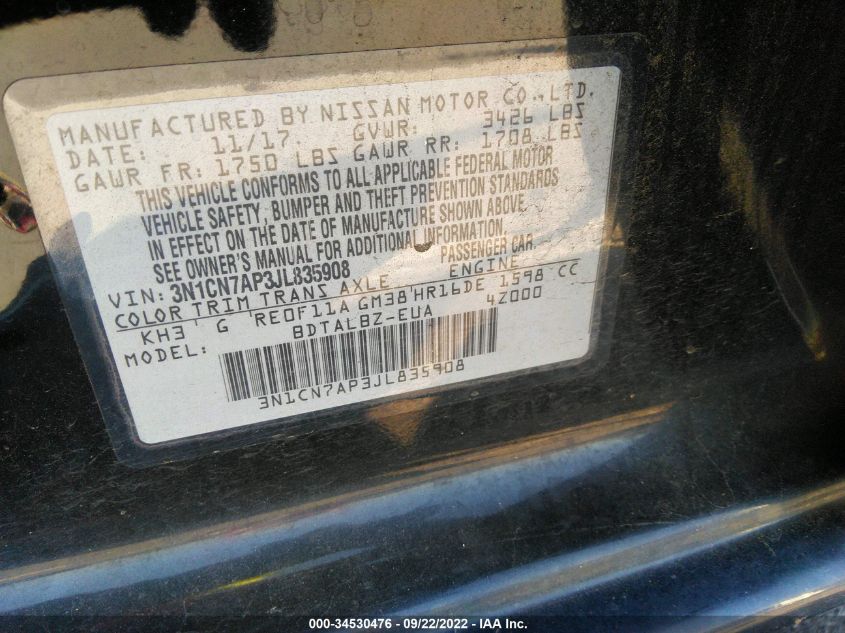 MANUFACTURED BY NISSAN MOTOR CO.,LTD.
DATE: 11/17. GVWR: 3426 LBS
GAWR FR: 1750 LBS GAWR RR: 1708 LBS
THIS VEHICLE CONFORMS TO ALL APPLICABLE FEDERAL MOTOR
VEHICLE SAFETY, BUMPER AND THEFT PREVENTION STANDARDS
IN EFFECT ON THE DATE OF MANUFACTURE SHOWN ABOVE.
SEE OWNER'S MANUAL FOR ADDITIONAL INFORMATION.
VIN: 3N1CN7AP3JL835908 PASSENGER CAR
COLOR TRIM TRANS AXLE ENGINE
KH3 G RE0F11A GM38 HR16DE 1598 CC
MODEL: BDTALBZ-EUA 4Z000
3N1CN7AP3JL835908
000-34530476 - 09/22/2022 - IAA Inc.